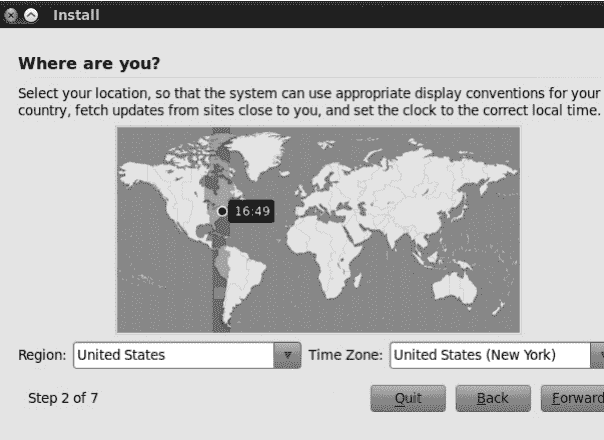 Install
Where are you?
Select your location, so that the system can use appropriate display conventions for your
country, fetch updates from sites close to you, and set the clock to the correct local time.
16:49
Region: United States Time Zone: United States (New York)
Step 2 of 7 Quit Back Forward